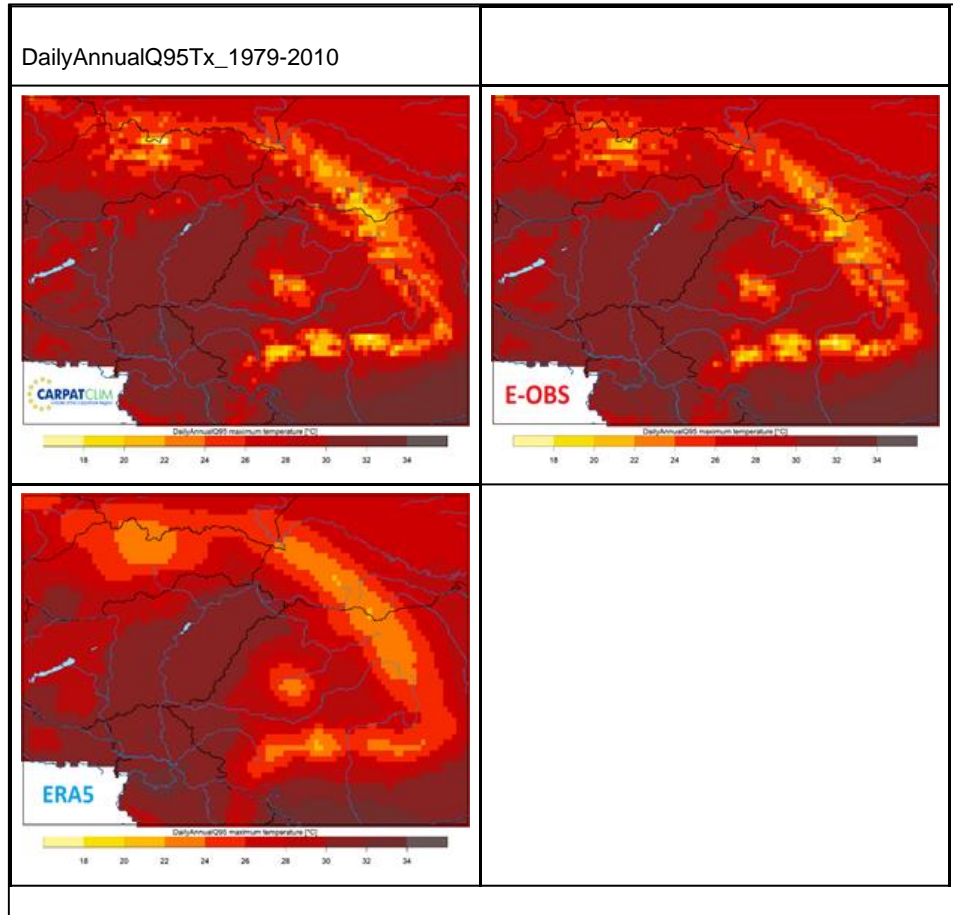 DailyAnnualQ95Tx_1979-2010
CARPATCLIM
DailyAnnualQ95 maximum temperature [°C]
18 20 22 24 26 28 30 32 34
E-OBS
DailyAnnualQ95 maximum temperature [°C]
18 20 22 24 26 28 30 32 34
ERA5
DailyAnnualQ95 maximum temperature [°C]
18 20 22 24 26 28 30 32 34